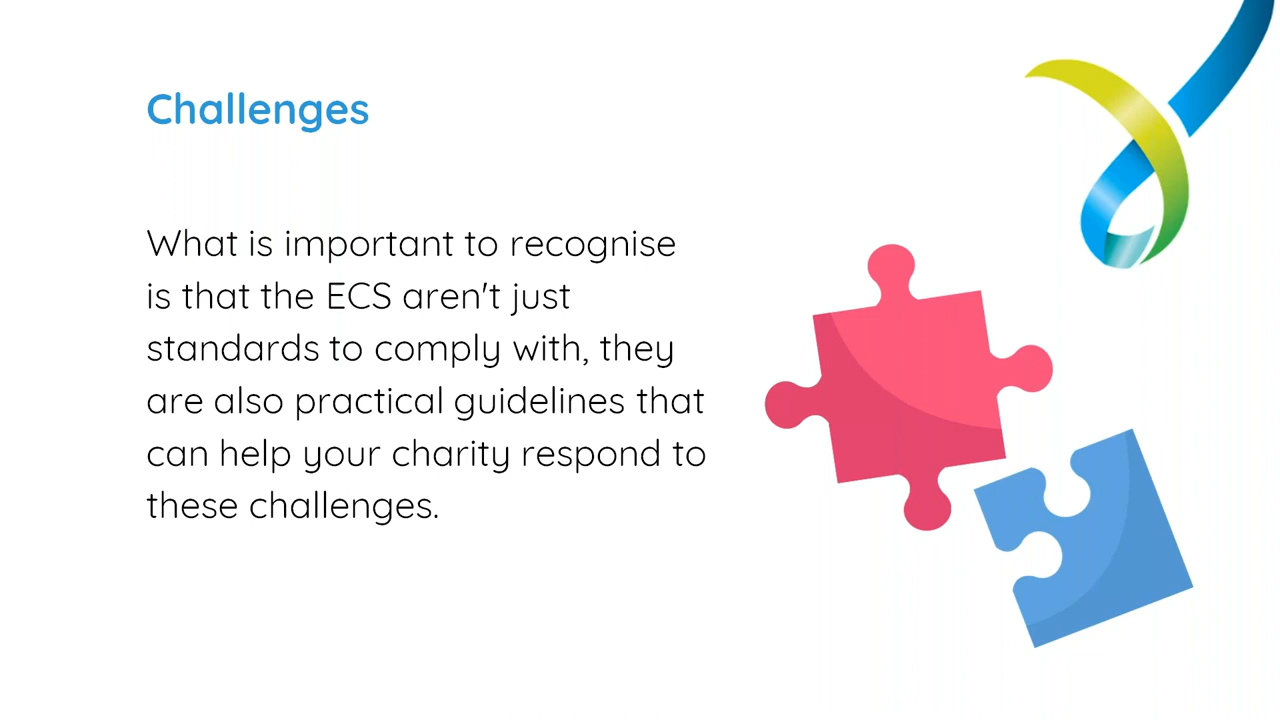 Challenges
What is important to recognise
is that the ECS aren't just
standards to comply with, they
are also practical guidelines that
can help your charity respond to
these challenges.